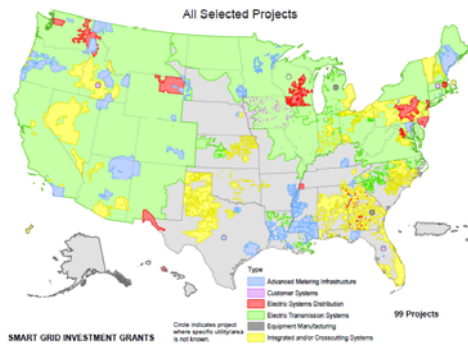 All Selected Projects
Type
Advanced Metering Infrastructure
Customer Systems
Electric Systems Distribution
Electric Transmission Systems
Equipment Manufacturing
Integrated and/or Crosscutting Systems
99 Projects
Circle indicates project
where specific utility/area
is not known.
SMART GRID INVESTMENT GRANTS